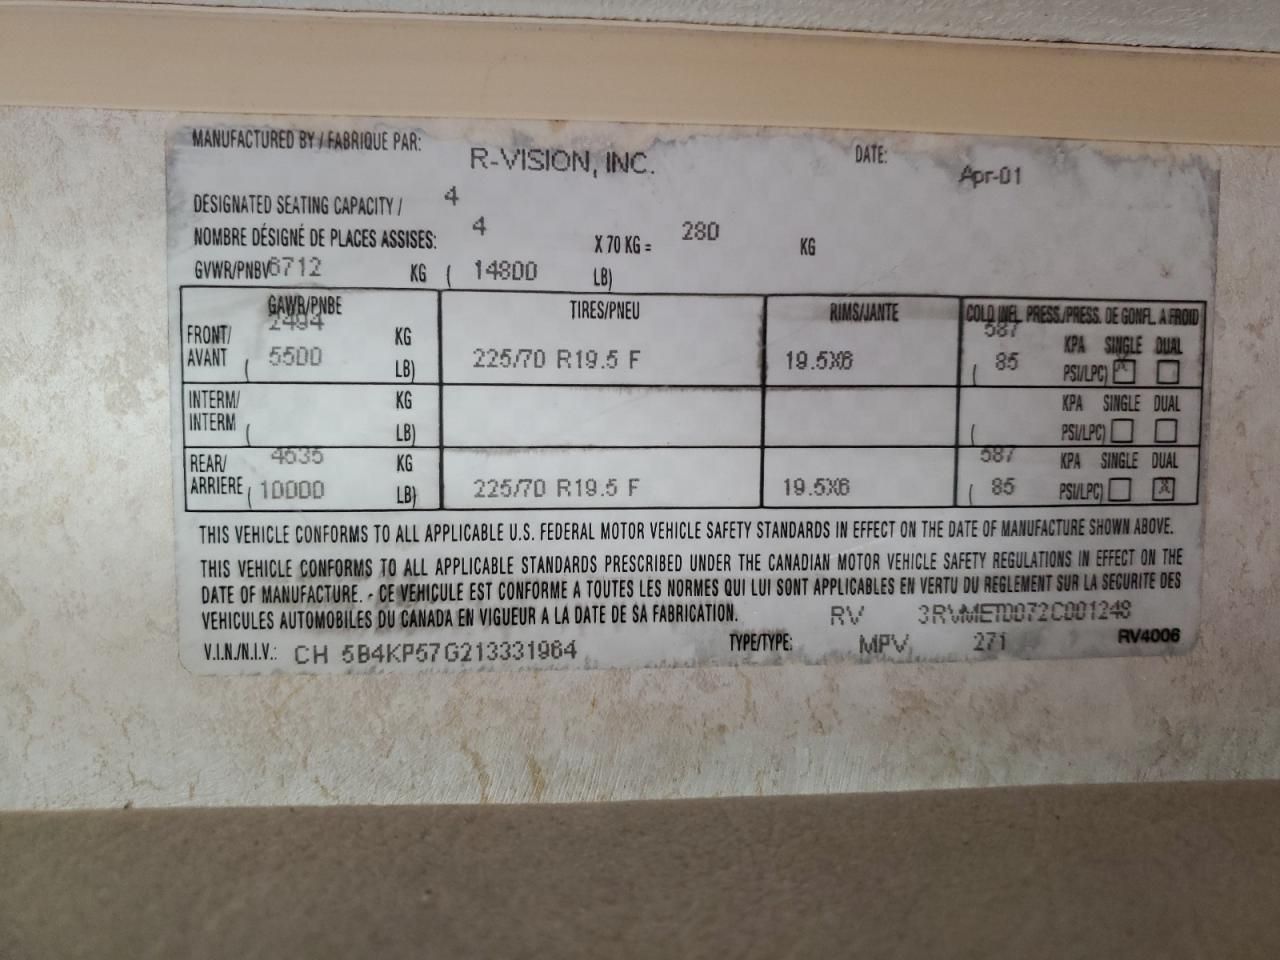 MANUFACTURED BY / FABRIQUE PAR: R-VISION, INC. DATE: Apr-01
DESIGNATED SEATING CAPACITY / 4
NOMBRE DÉSIGNÉ DE PLACES ASSISES: 4 X 70 KG = 280 KG
GVWR/PNBV 6712 KG ( 14800 LB)
GAWB/PNBE TIRES/PNEU RIMS/JANTE COLD INFL. PRESS./PRESS. DE GONFL. A FROID
FRONT/ 2494 KG 587 KPA SINGLE DUAL
AVANT ( 5500 LB) 225/70 R19.5 F 19.5X6 ( 85 PSI/LPC) X
INTERM/ KG KPA SINGLE DUAL
INTERM ( LB) ( PSI/LPC)
REAR/ 4535 KG 587 KPA SINGLE DUAL
ARRIERE ( 10000 LB) 225/70 R19.5 F 19.5X6 ( 85 PSI/LPC) X
THIS VEHICLE CONFORMS TO ALL APPLICABLE U.S. FEDERAL MOTOR VEHICLE SAFETY STANDARDS IN EFFECT ON THE DATE OF MANUFACTURE SHOWN ABOVE.
THIS VEHICLE CONFORMS TO ALL APPLICABLE STANDARDS PRESCRIBED UNDER THE CANADIAN MOTOR VEHICLE SAFETY REGULATIONS IN EFFECT ON THE
DATE OF MANUFACTURE. - CE VEHICULE EST CONFORME A TOUTES LES NORMES QUI LUI SONT APPLICABLES EN VERTU DU REGLEMENT SUR LA SECURITE DES
VEHICULES AUTOMOBILES DU CANADA EN VIGUEUR A LA DATE DE SA FABRICATION. RV 3RVMETD072C001248
V.I.N./N.I.V.: CH 5B4KP57G213331964 TYPE/TYPE: MPV 271 RV4006